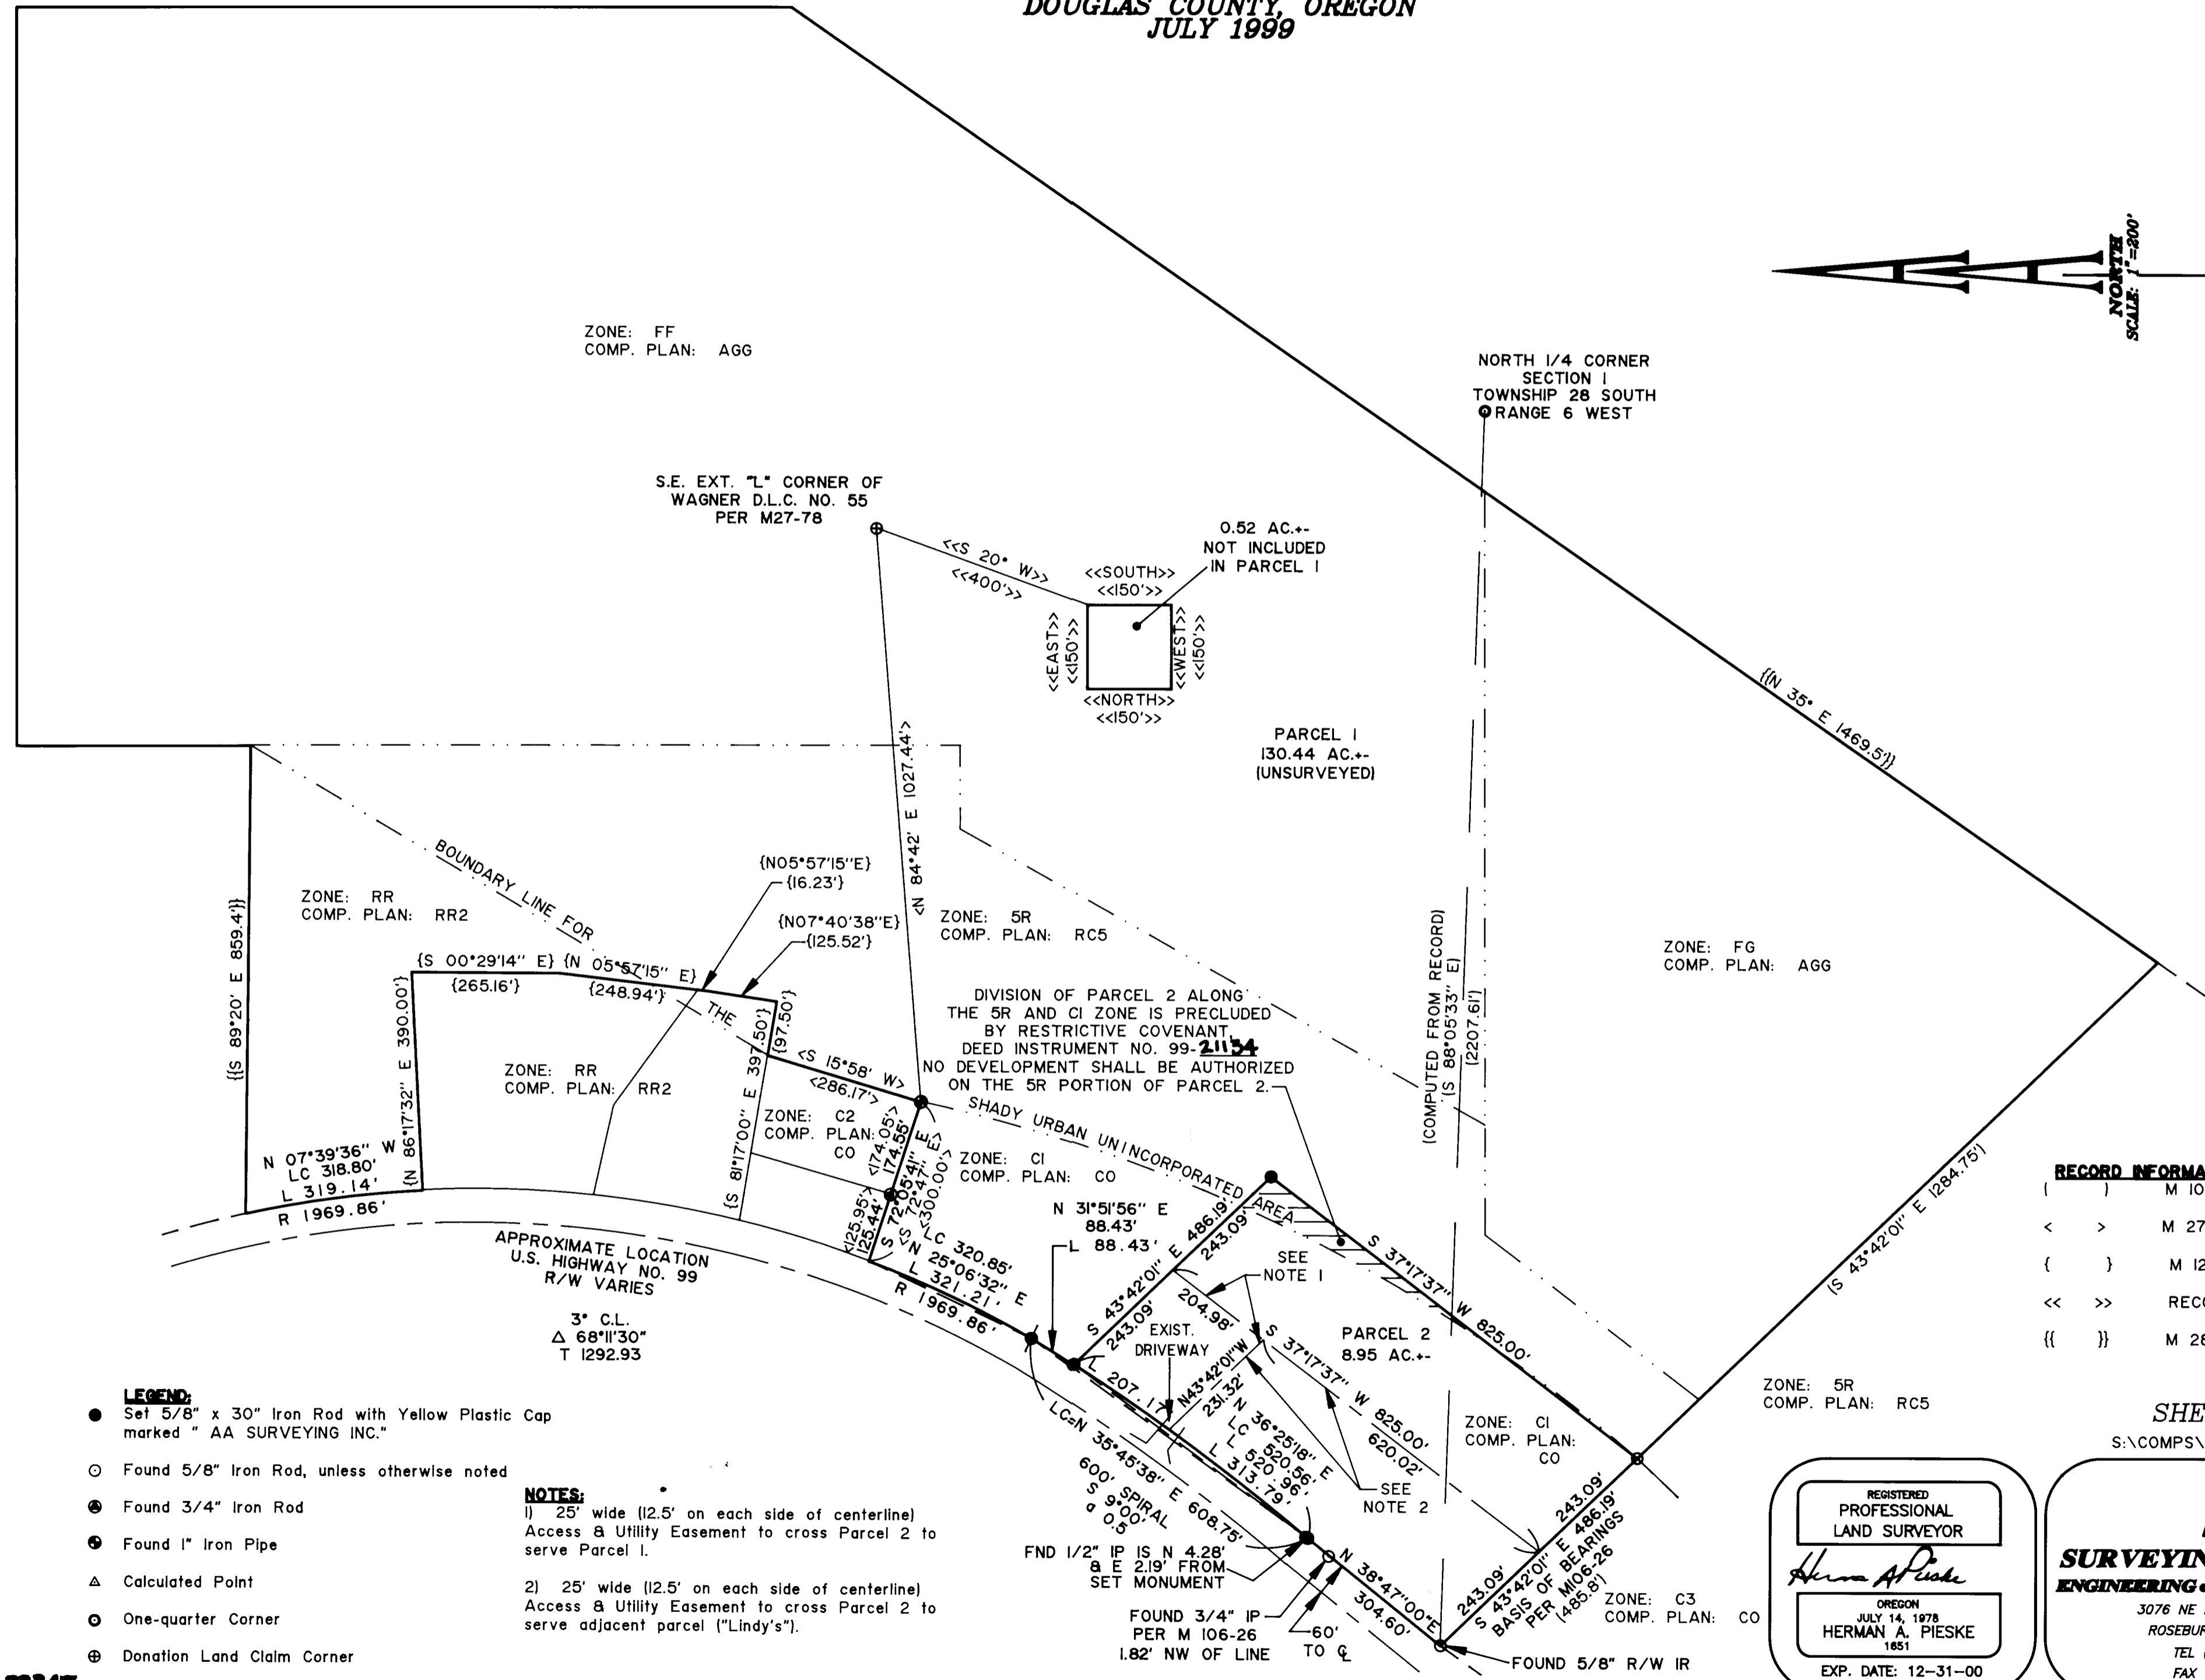 DOUGLAS COUNTY, OREGON
JULY 1999
NORTH
SCALE: 1"=200'
ZONE: FF
COMP. PLAN: AGG
NORTH 1/4 CORNER
SECTION 1
TOWNSHIP 28 SOUTH
RANGE 6 WEST
S.E. EXT. "L" CORNER OF
WAGNER D.L.C. NO. 55
PER M27-78
<<S 20° W>>
<<400'>>
0.52 AC.+-
NOT INCLUDED
IN PARCEL 1
<<SOUTH>>
<<150'>>
<<EAST>>
<<150'>>
<<WEST>>
<<150'>>
<<NORTH>>
<<150'>>
PARCEL 1
130.44 AC.+-
(UNSURVEYED)
{{N 35° E 1469.5'}}
<N 84°42' E 1027.44'>
BOUNDARY LINE FOR
THE
SHADY URBAN UNINCORPORATED
AREA
{N05°57'15"E}
{16.23'}
{N07°40'38"E}
{125.52'}
ZONE: RR
COMP. PLAN: RR2
ZONE: 5R
COMP. PLAN: RC5
ZONE: FG
COMP. PLAN: AGG
{{S 89°20' E 859.4'}}
{S 00°29'14" E} {N 05°57'15" E}
{265.16'}
{248.94'}
{N 86°17'32" E 390.00'}
{97.50'}
{S 81°17'00" E 397.50'}
DIVISION OF PARCEL 2 ALONG
THE 5R AND C1 ZONE IS PRECLUDED
BY RESTRICTIVE COVENANT,
DEED INSTRUMENT NO. 99-21154
NO DEVELOPMENT SHALL BE AUTHORIZED
ON THE 5R PORTION OF PARCEL 2.
(COMPUTED FROM RECORD)
(S 88°05'33" E)
(2207.61')
ZONE: RR
COMP. PLAN: RR2
<S 15°58' W>
<286.17'>
ZONE: C2
COMP. PLAN:
CO
<174.05'>
174.55'
<125.95'>
125.44'
S 72°05'41" E
<S 72°47' E>
<300.00'>
ZONE: C1
COMP. PLAN: CO
N 07°39'36" W
LC 318.80'
L 319.14'
R 1969.86'
APPROXIMATE LOCATION
U.S. HIGHWAY NO. 99
R/W VARIES
3° C.L.
△ 68°11'30"
T 1292.93
LC 320.85'
N 25°06'32" E
L 321.21'
R 1969.86'
N 31°51'56" E
88.43'
L 88.43'
S 43°42'01" E 486.19'
243.09'
243.09'
SEE
NOTE 1
204.98'
EXIST.
DRIVEWAY
S 37°17'37" W 825.00'
PARCEL 2
8.95 AC.+-
S 37°17'37" W 825.00'
620.02'
N43°42'01"W
231.32'
L 207.17'
N 36°25'18" E
LC 520.56'
L 520.96'
L 313.79'
SEE
NOTE 2
ZONE: C1
COMP. PLAN:
CO
(S 43°42'01" E 1284.75')
ZONE: 5R
COMP. PLAN: RC5
LC=N 35°45'38" E 608.75'
600' SPIRAL
S 9°00'
a 0.5
FND 1/2" IP IS N 4.28'
& E 2.19' FROM
SET MONUMENT
FOUND 3/4" IP
PER M 106-26
1.82' NW OF LINE
60'
TO ℄
N 38°47'00"E
304.60'
243.09'
243.09'
S 43°42'01" E 486.19'
BASIS OF BEARINGS
PER M106-26
(485.8')
ZONE: C3
COMP. PLAN: CO
FOUND 5/8" R/W IR
LEGEND:
Set 5/8" x 30" Iron Rod with Yellow Plastic Cap
marked " AA SURVEYING INC."
Found 5/8" Iron Rod, unless otherwise noted
Found 3/4" Iron Rod
Found 1" Iron Pipe
Calculated Point
One-quarter Corner
Donation Land Claim Corner
NOTES:
1) 25' wide (12.5' on each side of centerline)
Access & Utility Easement to cross Parcel 2 to
serve Parcel 1.
2) 25' wide (12.5' on each side of centerline)
Access & Utility Easement to cross Parcel 2 to
serve adjacent parcel ("Lindy's").
RECORD INFORMA
( ) M 10
< > M 27
{ } M 12
<< >> RECO
{{ }} M 28
SHE
S:\COMPS\
REGISTERED
PROFESSIONAL
LAND SURVEYOR
Herman A Pieske
OREGON
JULY 14, 1978
HERMAN A. PIESKE
1651
EXP. DATE: 12-31-00
SURVEYIN
ENGINEERING
3076 NE
ROSEBUR
TEL
FAX